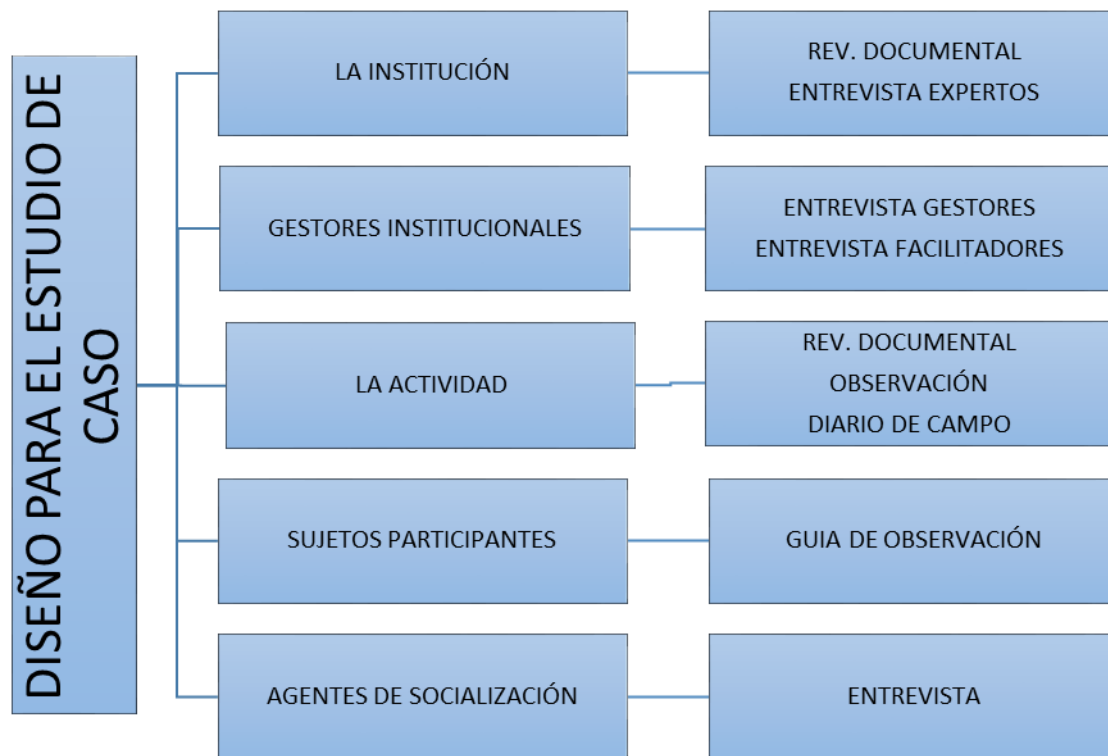 DISEÑO PARA EL ESTUDIO DE
CASO
LA INSTITUCIÓN
REV. DOCUMENTAL
ENTREVISTA EXPERTOS
GESTORES INSTITUCIONALES
ENTREVISTA GESTORES
ENTREVISTA FACILITADORES
LA ACTIVIDAD
REV. DOCUMENTAL
OBSERVACIÓN
DIARIO DE CAMPO
SUJETOS PARTICIPANTES
GUIA DE OBSERVACIÓN
AGENTES DE SOCIALIZACIÓN
ENTREVISTA